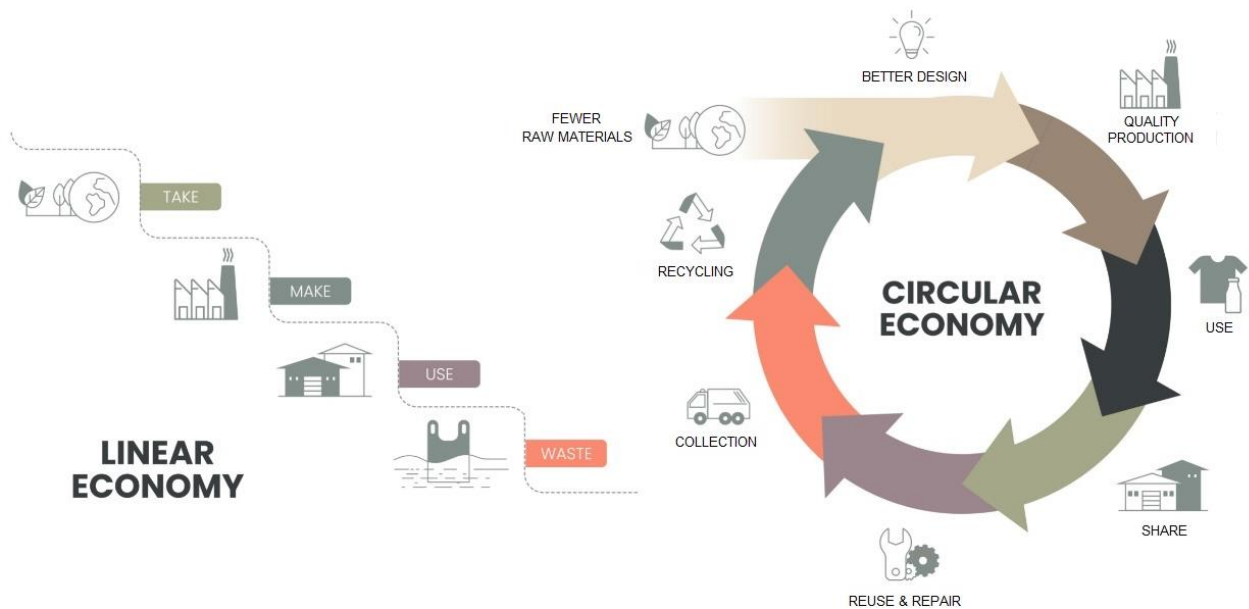 TAKE
MAKE
USE
WASTE
LINEAR
ECONOMY
FEWER
RAW MATERIALS
BETTER DESIGN
QUALITY
PRODUCTION
USE
SHARE
REUSE & REPAIR
COLLECTION
RECYCLING
CIRCULAR
ECONOMY